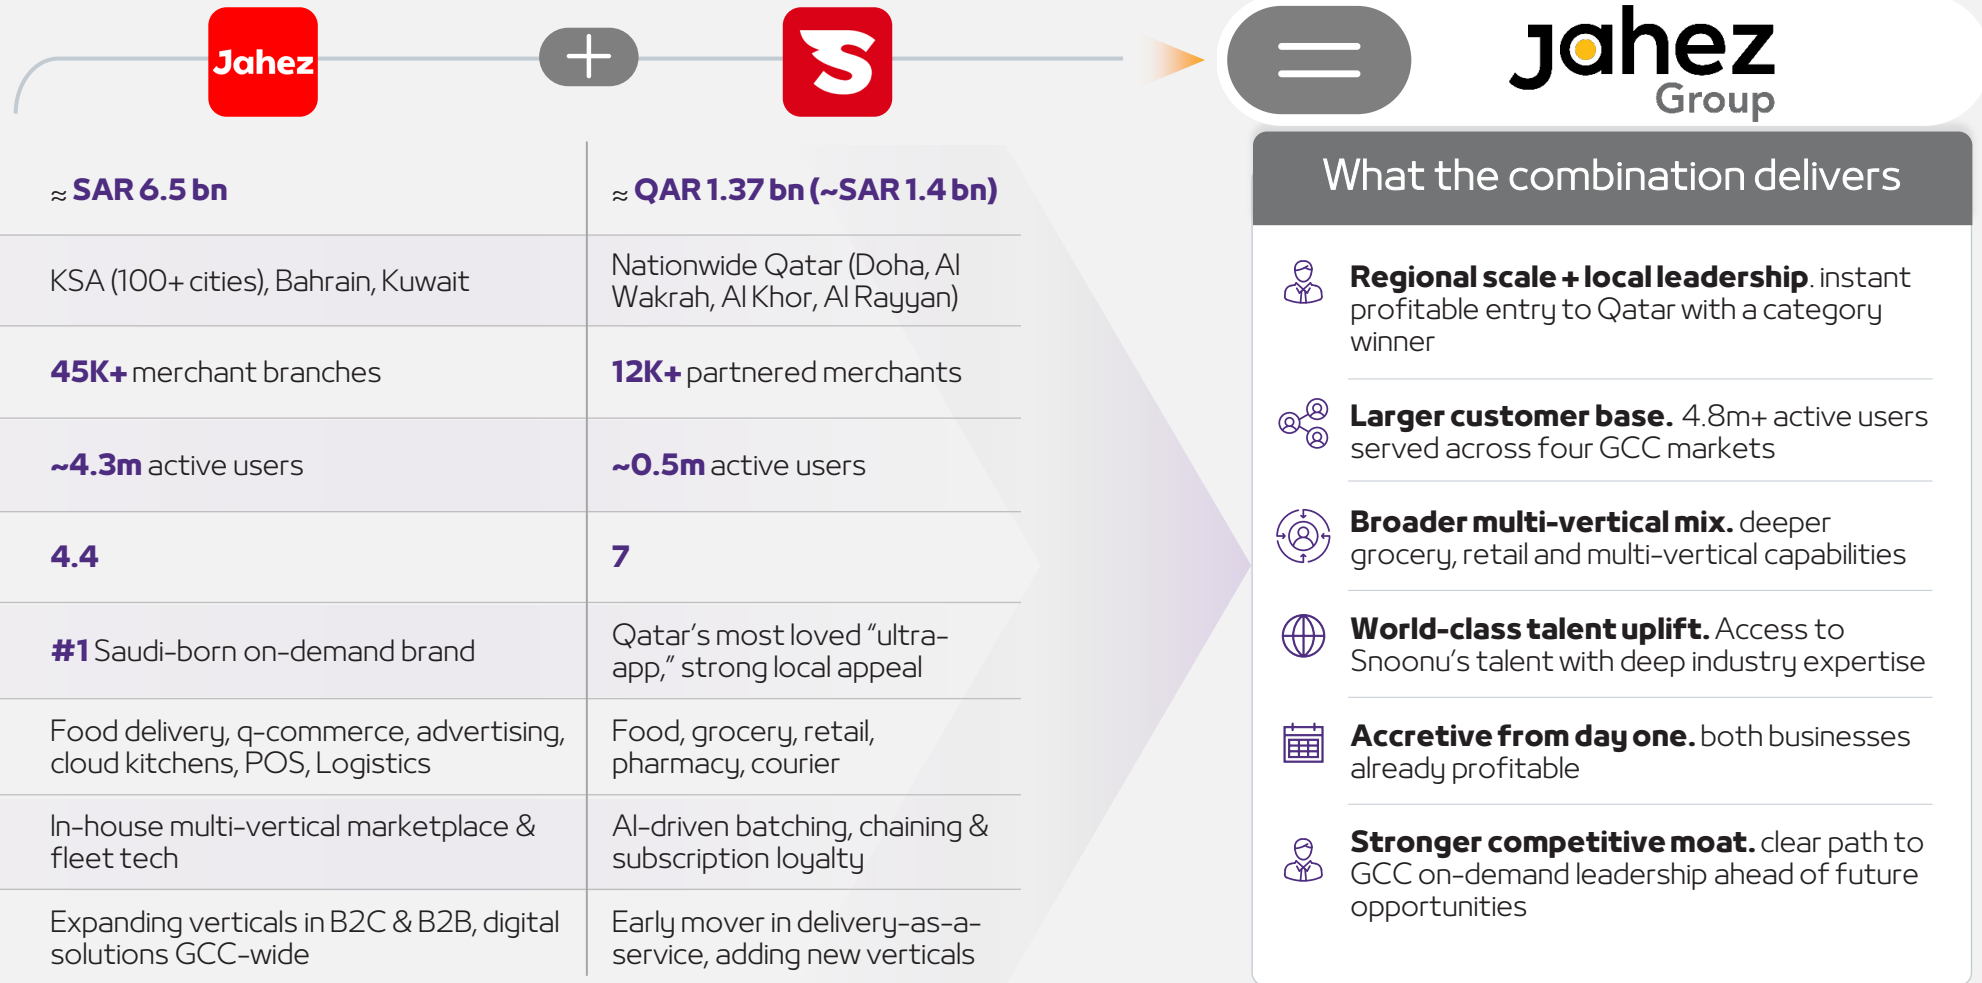 Jahez
S
Jahez
Group
≈ SAR 6.5 bn
≈ QAR 1.37 bn (~SAR 1.4 bn)
KSA (100+ cities), Bahrain, Kuwait
Nationwide Qatar (Doha, Al
Wakrah, Al Khor, Al Rayyan)
45K+ merchant branches
12K+ partnered merchants
~4.3m active users
~0.5m active users
4.4
7
#1 Saudi-born on-demand brand
Qatar’s most loved “ultra-
app,” strong local appeal
Food delivery, q-commerce, advertising,
cloud kitchens, POS, Logistics
Food, grocery, retail,
pharmacy, courier
In-house multi-vertical marketplace &
fleet tech
AI-driven batching, chaining &
subscription loyalty
Expanding verticals in B2C & B2B, digital
solutions GCC-wide
Early mover in delivery-as-a-
service, adding new verticals
What the combination delivers
Regional scale + local leadership. instant
profitable entry to Qatar with a category
winner
Larger customer base. 4.8m+ active users
served across four GCC markets
Broader multi-vertical mix. deeper
grocery, retail and multi-vertical capabilities
World-class talent uplift. Access to
Snoonu’s talent with deep industry expertise
Accretive from day one. both businesses
already profitable
Stronger competitive moat. clear path to
GCC on-demand leadership ahead of future
opportunities